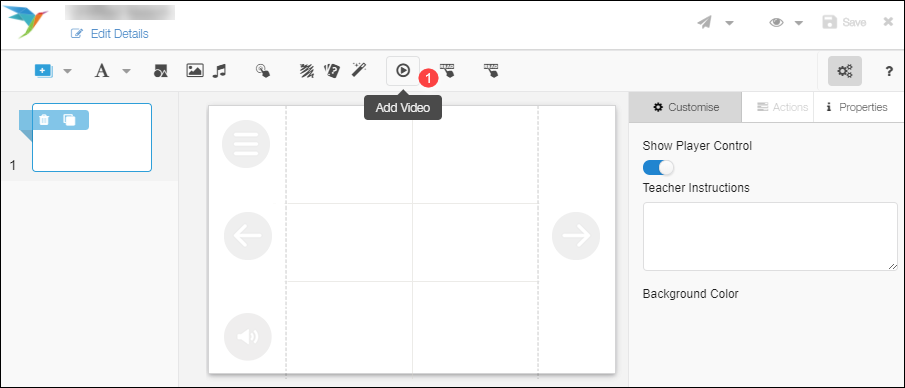 Edit Details
Save
A
1
?
Add Video
Customise
Actions
Properties
1
Show Player Control
Teacher Instructions
Background Color